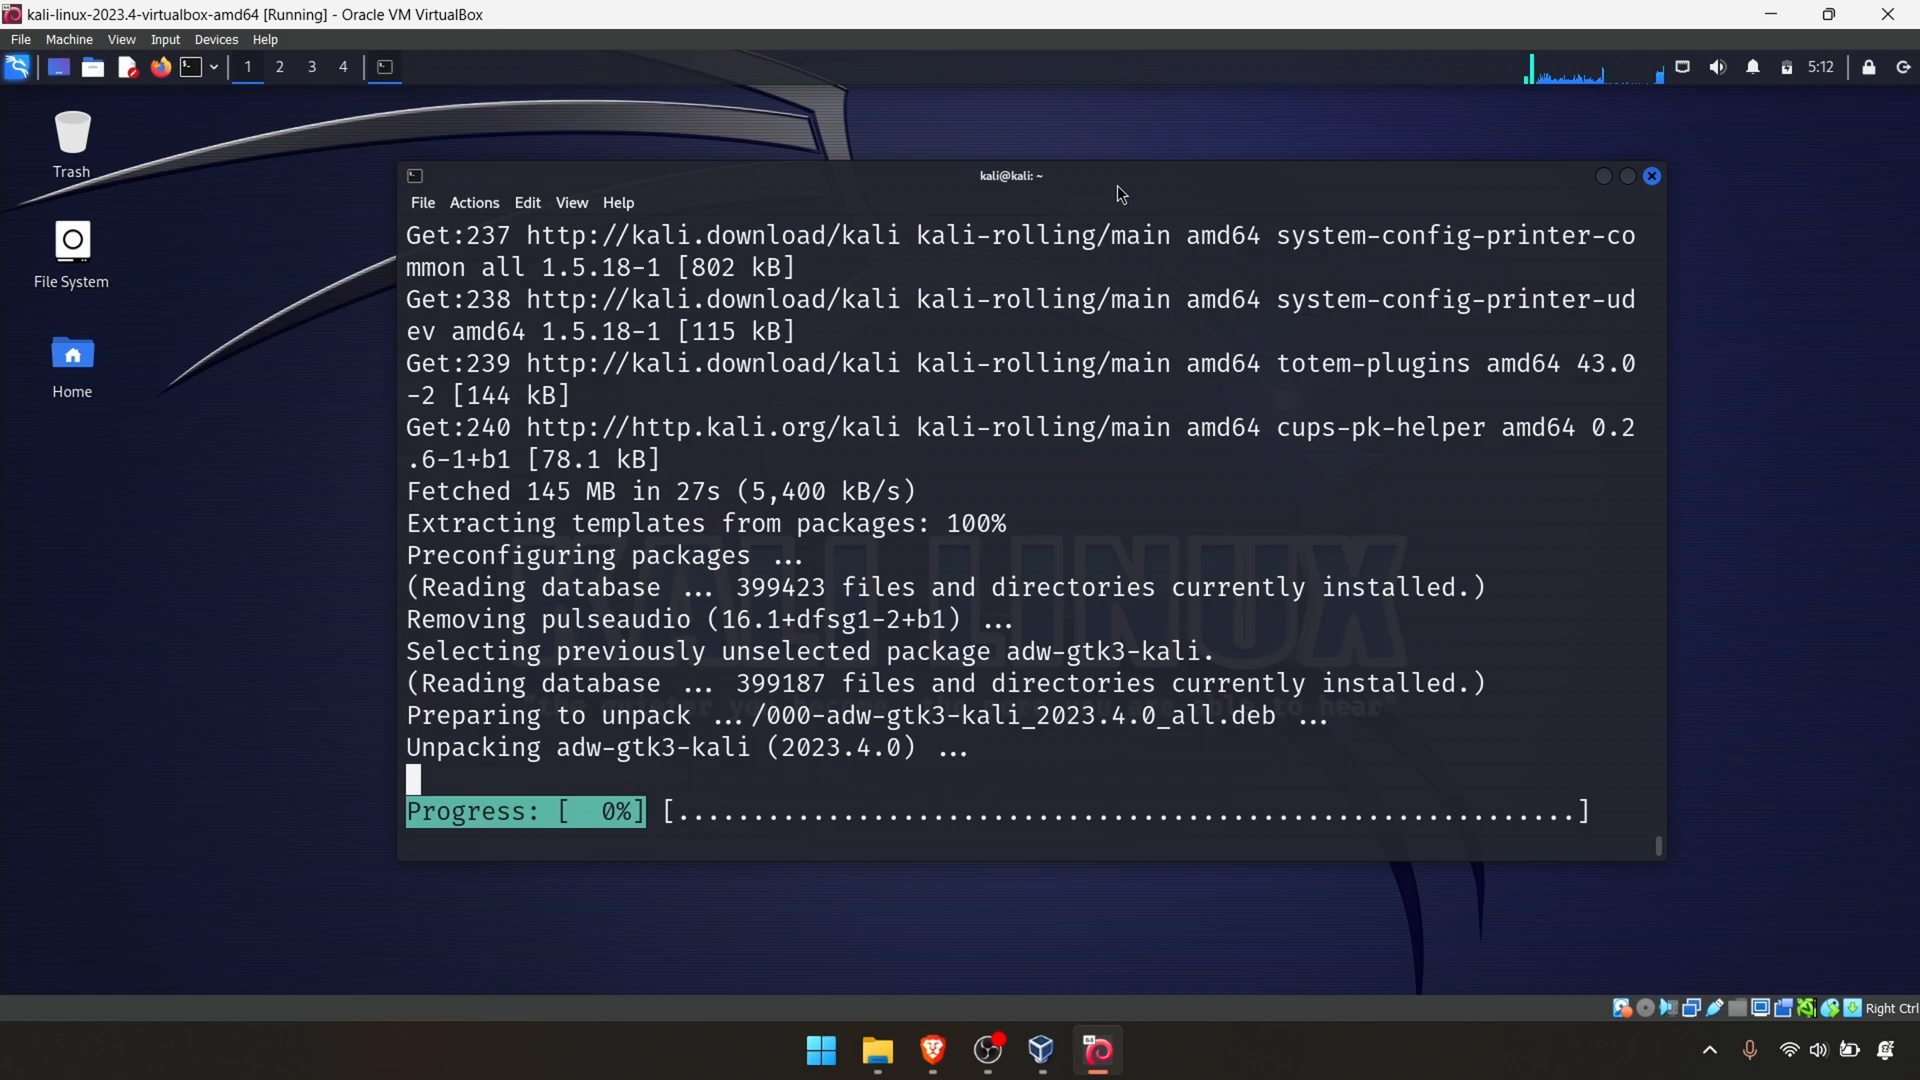 kali-linux-2023.4-virtualbox-amd64 [Running] - Oracle VM VirtualBox
File Machine View Input Devices Help
1 2 3 4 5:12
Trash
File System
Home
kali@kali: ~
File Actions Edit View Help
Get:237 http://kali.download/kali kali-rolling/main amd64 system-config-printer-co
mmon all 1.5.18-1 [802 kB]
Get:238 http://kali.download/kali kali-rolling/main amd64 system-config-printer-ud
ev amd64 1.5.18-1 [115 kB]
Get:239 http://kali.download/kali kali-rolling/main amd64 totem-plugins amd64 43.0
-2 [144 kB]
Get:240 http://http.kali.org/kali kali-rolling/main amd64 cups-pk-helper amd64 0.2
.6-1+b1 [78.1 kB]
Fetched 145 MB in 27s (5,400 kB/s)
Extracting templates from packages: 100%
Preconfiguring packages ...
(Reading database ... 399423 files and directories currently installed.)
Removing pulseaudio (16.1+dfsg1-2+b1) ...
Selecting previously unselected package adw-gtk3-kali.
(Reading database ... 399187 files and directories currently installed.)
Preparing to unpack .../000-adw-gtk3-kali_2023.4.0_all.deb ...
Unpacking adw-gtk3-kali (2023.4.0) ...
Progress: [  0%] [............................................................]
KALI LINUX
Right Ctrl
64